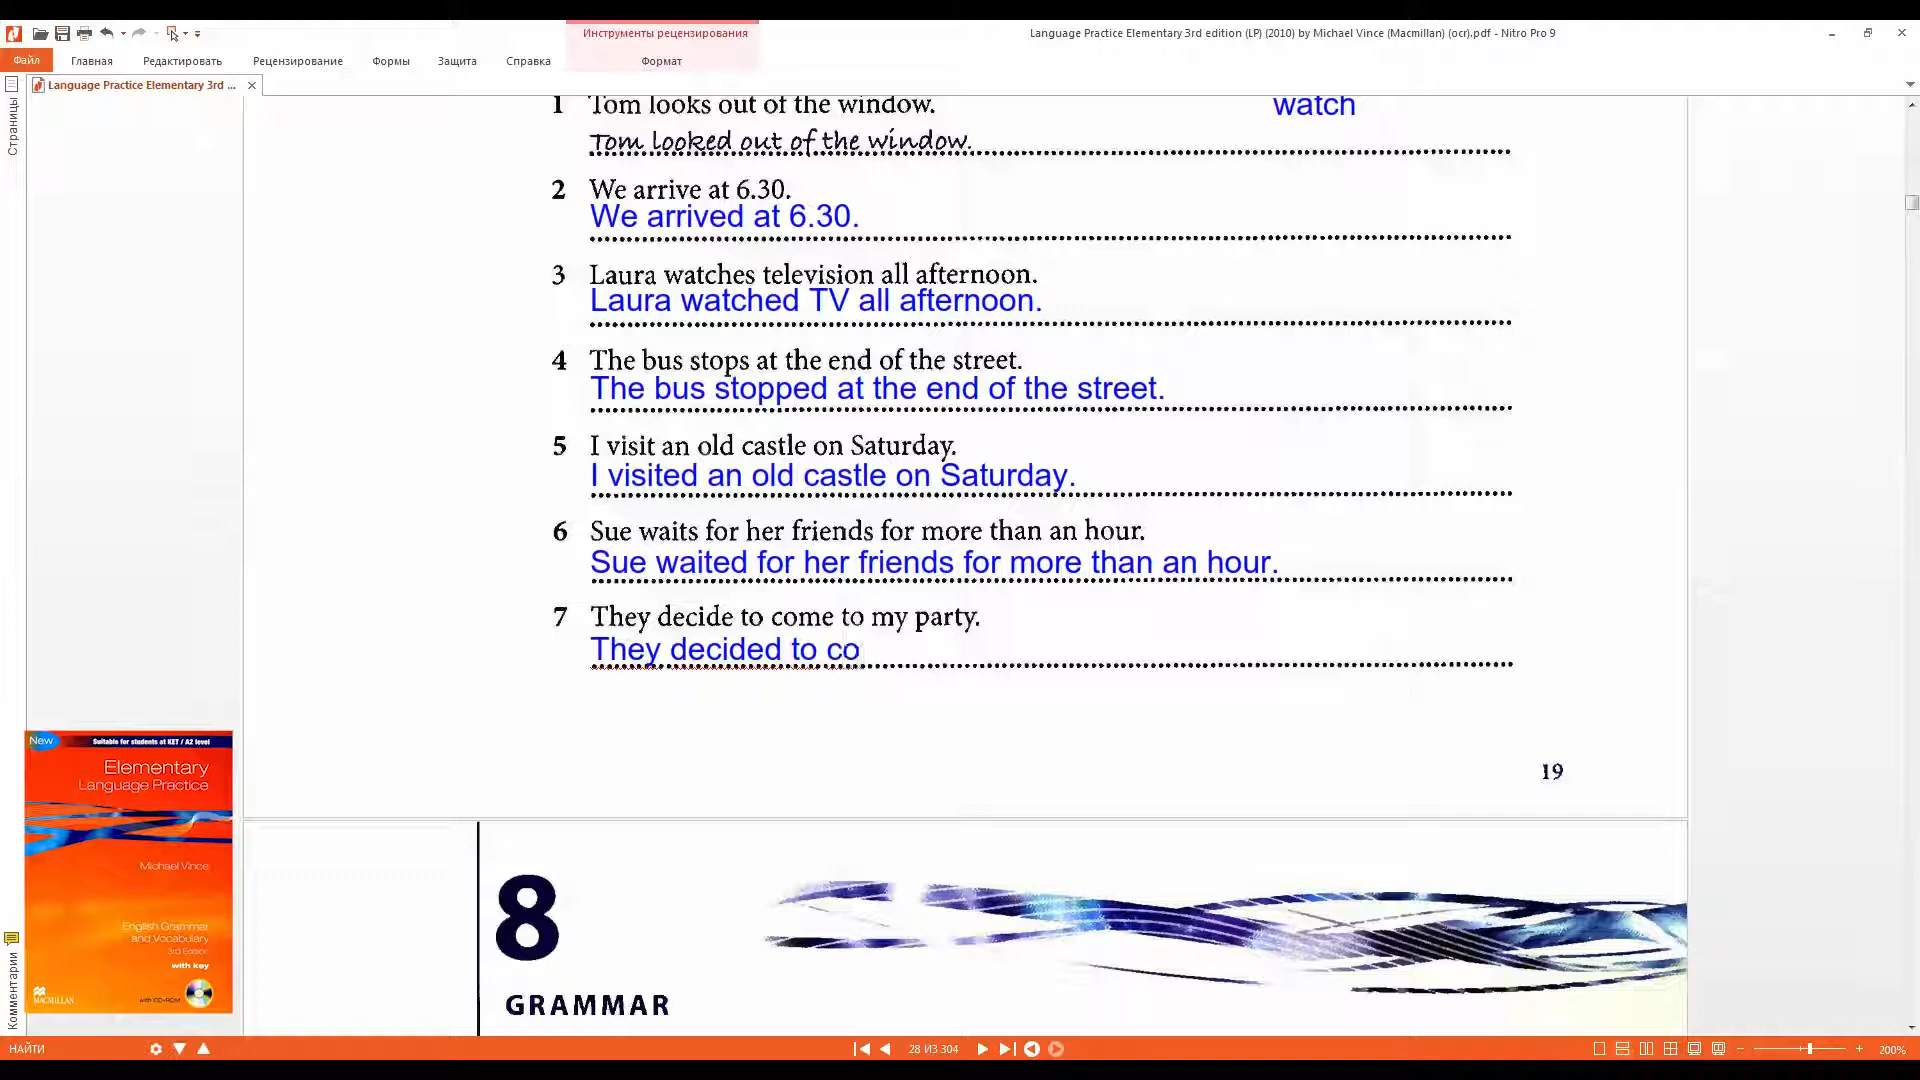 Инструменты рецензирования
Language Practice Elementary 3rd edition (LP) (2010) by Michael Vince (Macmillan) (ocr).pdf - Nitro Pro 9
Файл
Главная
Редактировать
Рецензирование
Формы
Защита
Справка
Формат
Language Practice Elementary 3rd ...
Страницы
1 Tom looks out of the window.
watch
Tom looked out of the window.
2 We arrive at 6.30.
We arrived at 6.30.
3 Laura watches television all afternoon.
Laura watched TV all afternoon.
4 The bus stops at the end of the street.
The bus stopped at the end of the street.
5 I visit an old castle on Saturday.
I visited an old castle on Saturday.
6 Sue waits for her friends for more than an hour.
Sue waited for her friends for more than an hour.
7 They decide to come to my party.
They decided to co
19
New
Suitable for students at KET / A2 level
Elementary
Language Practice
Michael Vince
English Grammar
and Vocabulary
3rd Edition
with key
MACMILLAN
with CD-ROM
Комментарии
8
GRAMMAR
НАЙТИ
28 ИЗ 304
200%